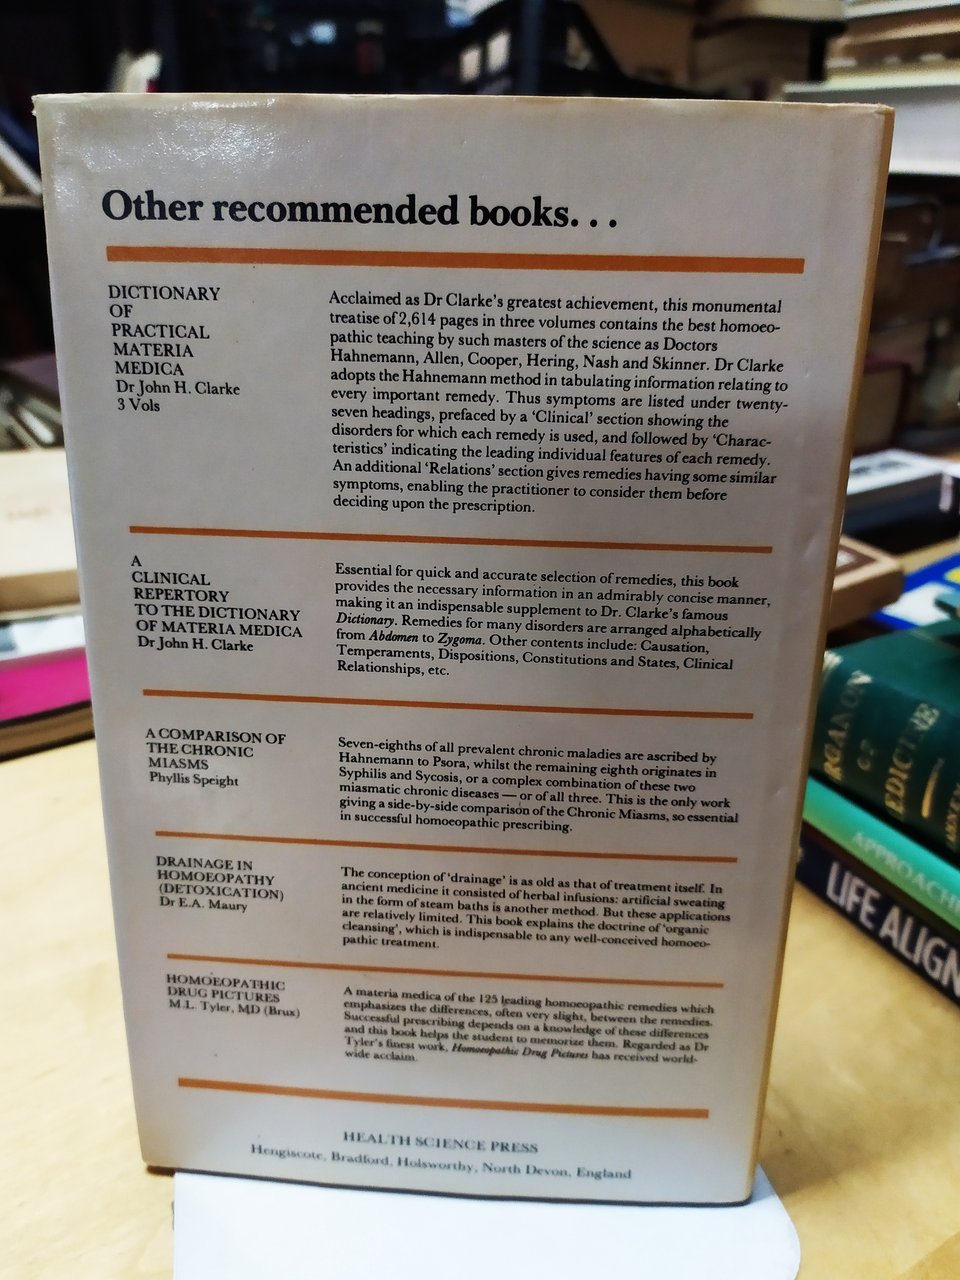 Other recommended books. . .
DICTIONARY
OF
PRACTICAL
MATERIA
MEDICA
Dr John H. Clarke
3 Vols
Acclaimed as Dr Clarke's greatest achievement, this monumental
treatise of 2,614 pages in three volumes contains the best homoeo-
pathic teaching by such masters of the science as Doctors
Hahnemann, Allen, Cooper, Hering, Nash and Skinner. Dr Clarke
adopts the Hahnemann method in tabulating information relating to
every important remedy. Thus symptoms are listed under twenty-
seven headings, prefaced by a 'Clinical' section showing the
disorders for which each remedy is used, and followed by 'Charac-
teristics' indicating the leading individual features of each remedy.
An additional 'Relations' section gives remedies having some similar
symptoms, enabling the practitioner to consider them before
deciding upon the prescription.
A
CLINICAL
REPERTORY
TO THE DICTIONARY
OF MATERIA MEDICA
Dr John H. Clarke
Essential for quick and accurate selection of remedies, this book
provides the necessary information in an admirably concise manner,
making it an indispensable supplement to Dr. Clarke's famous
Dictionary. Remedies for many disorders are arranged alphabetically
from Abdomen to Zygoma. Other contents include: Causation,
Temperaments, Dispositions, Constitutions and States, Clinical
Relationships, etc.
A COMPARISON OF
THE CHRONIC
MIASMS
Phyllis Speight
Seven-eighths of all prevalent chronic maladies are ascribed by
Hahnemann to Psora, whilst the remaining eighth originates in
Syphilis and Sycosis, or a complex combination of these two
miasmatic chronic diseases — or of all three. This is the only work
giving a side-by-side comparison of the Chronic Miasms, so essential
in successful homoeopathic prescribing.
DRAINAGE IN
HOMOEOPATHY
(DETOXICATION)
Dr E.A. Maury
The conception of 'drainage' is as old as that of treatment itself. In
ancient medicine it consisted of herbal infusions: artificial sweating
in the form of steam baths is another method. But these applications
are relatively limited. This book explains the doctrine of 'organic
cleansing', which is indispensable to any well-conceived homoeo-
pathic treatment.
HOMOEOPATHIC
DRUG PICTURES
M.L. Tyler, MD (Brux)
A materia medica of the 125 leading homoeopathic remedies which
emphasizes the differences, often very slight, between the remedies.
Successful prescribing depends on a knowledge of these differences
and this book helps the student to memorize them. Regarded as Dr
Tyler's finest work, Homoeopathic Drug Pictures has received world-
wide acclaim.
HEALTH SCIENCE PRESS
Hengiscote, Bradford, Holsworthy, North Devon, England
RGANON
OF
EDICINE
APPROACHE
LIFE ALIGN